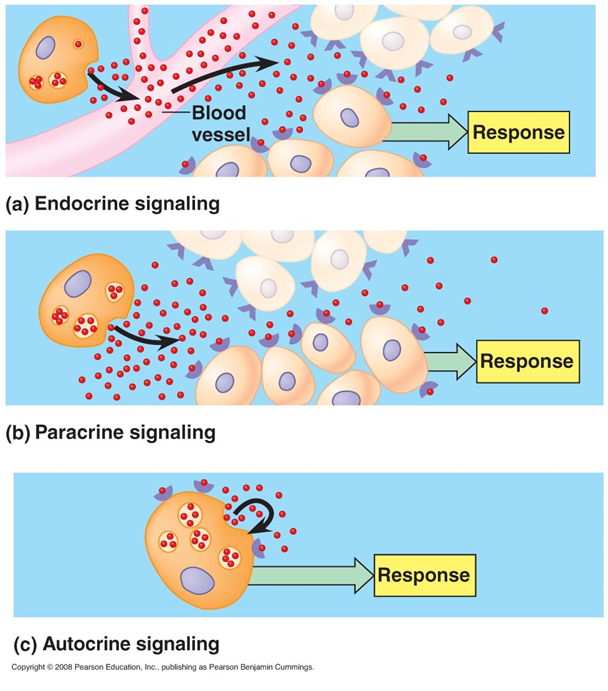 Blood
vessel
Response
(a) Endocrine signaling
Response
(b) Paracrine signaling
Response
(c) Autocrine signaling
Copyright © 2008 Pearson Education, Inc., publishing as Pearson Benjamin Cummings.